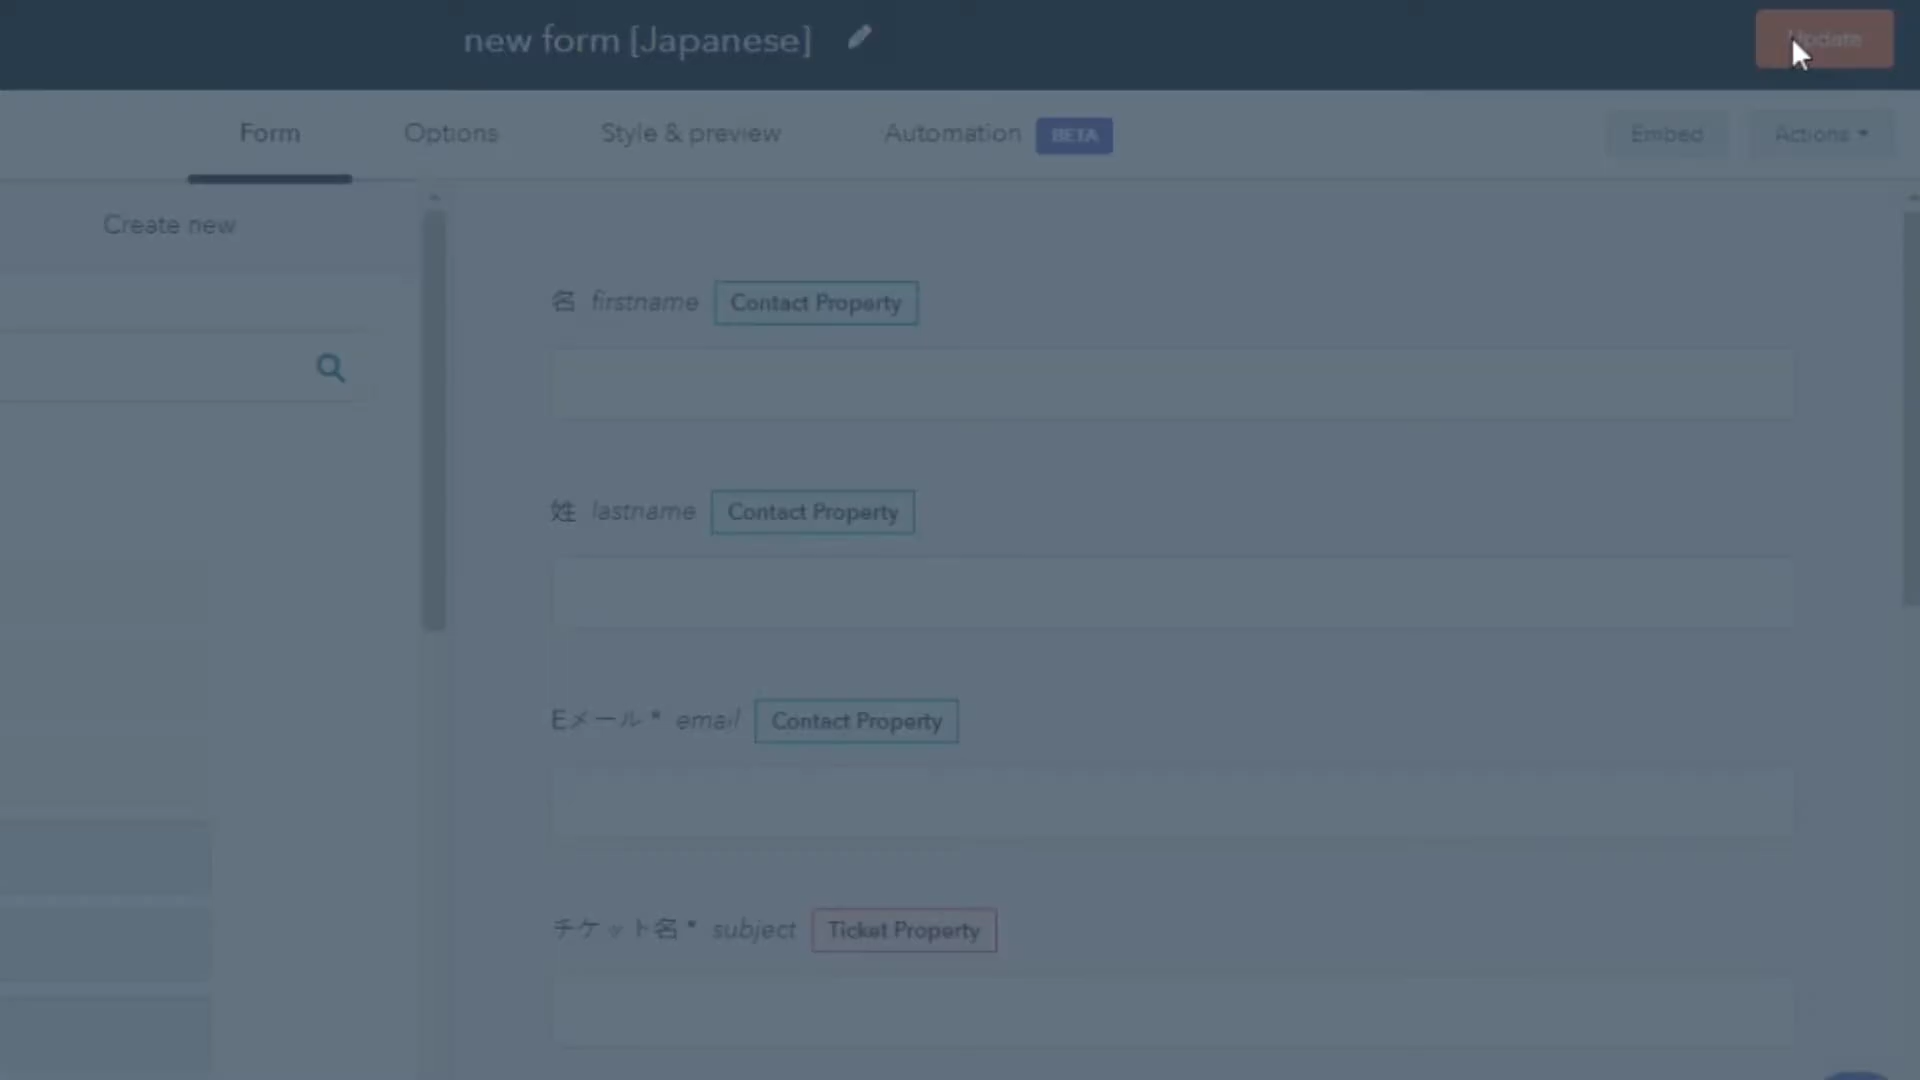 new form [Japanese]
Update
Form
Options
Style & preview
Automation BETA
Embed
Actions
Create new
名 firstname Contact Property
姓 lastname Contact Property
Eメール * email Contact Property
チケット名 * subject Ticket Property